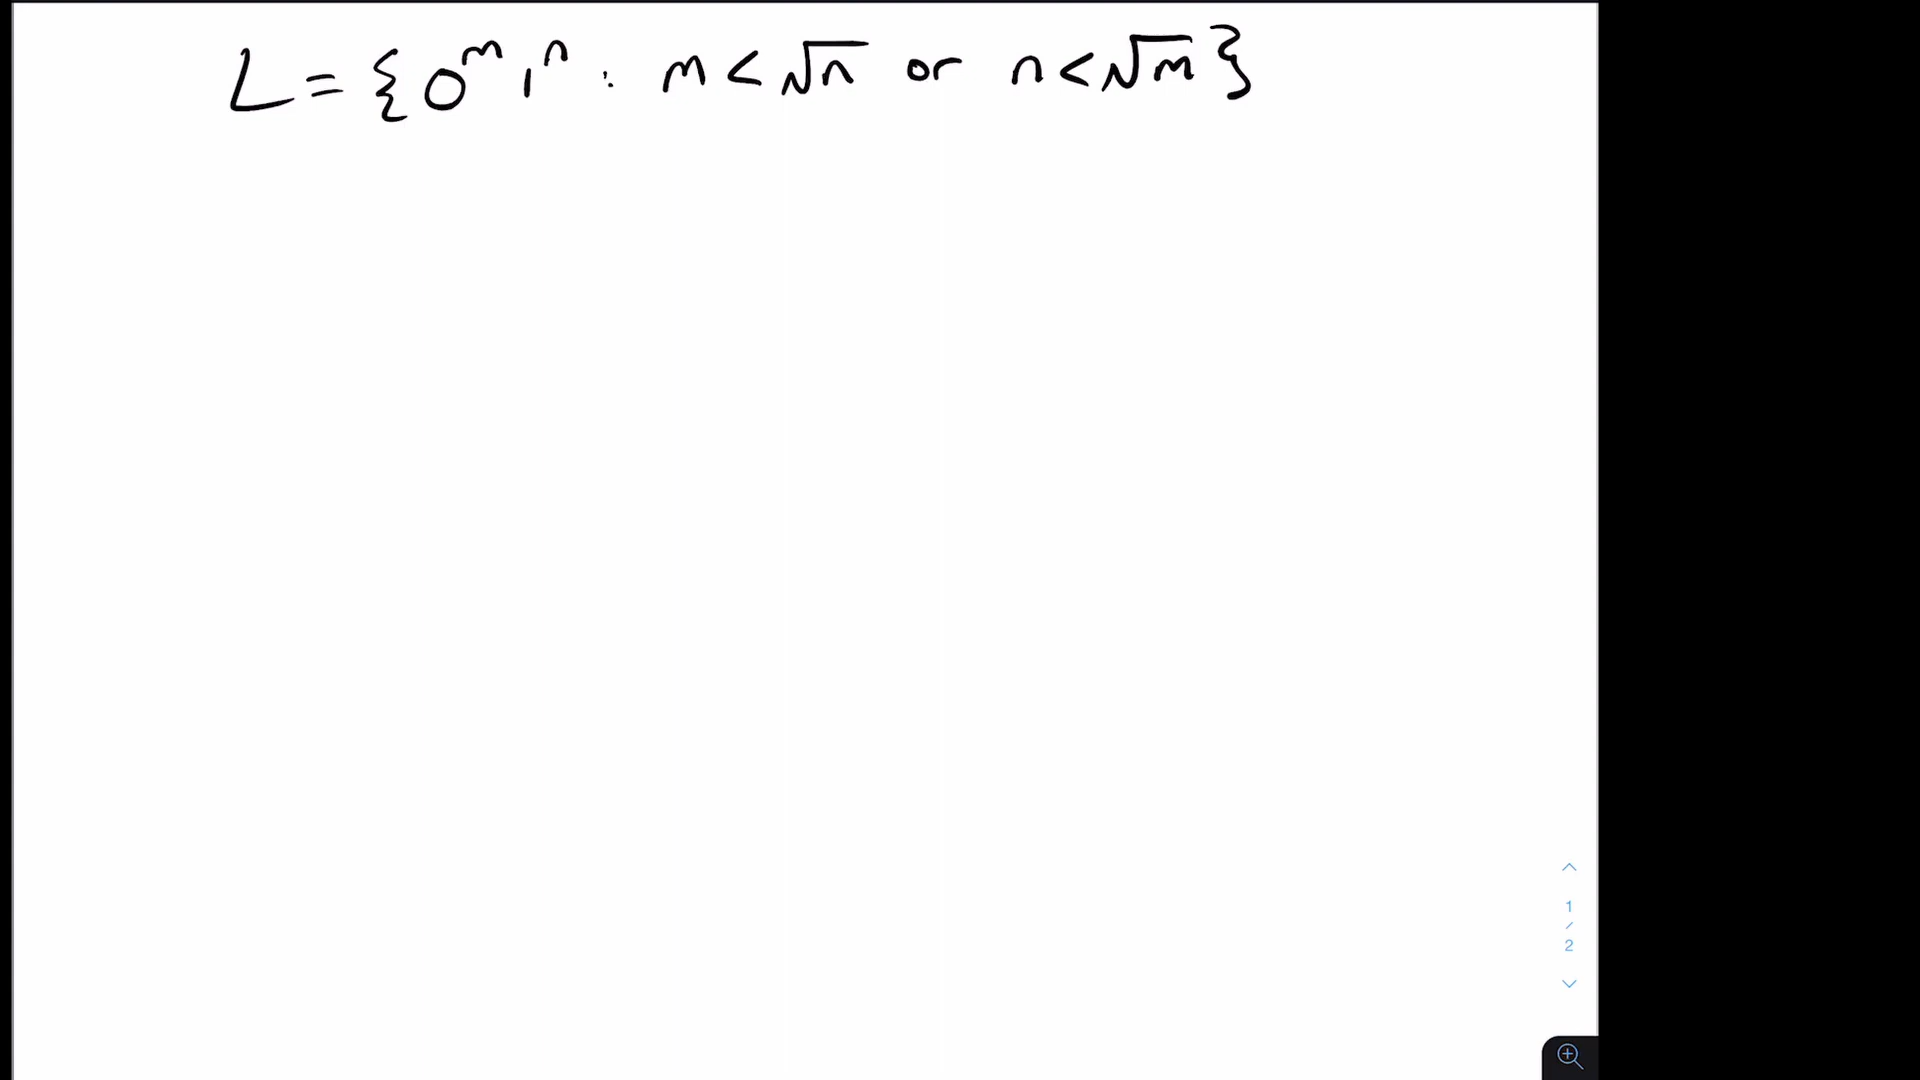 L = {0^m 1^n : m < √n or n < √m}
1
/
2